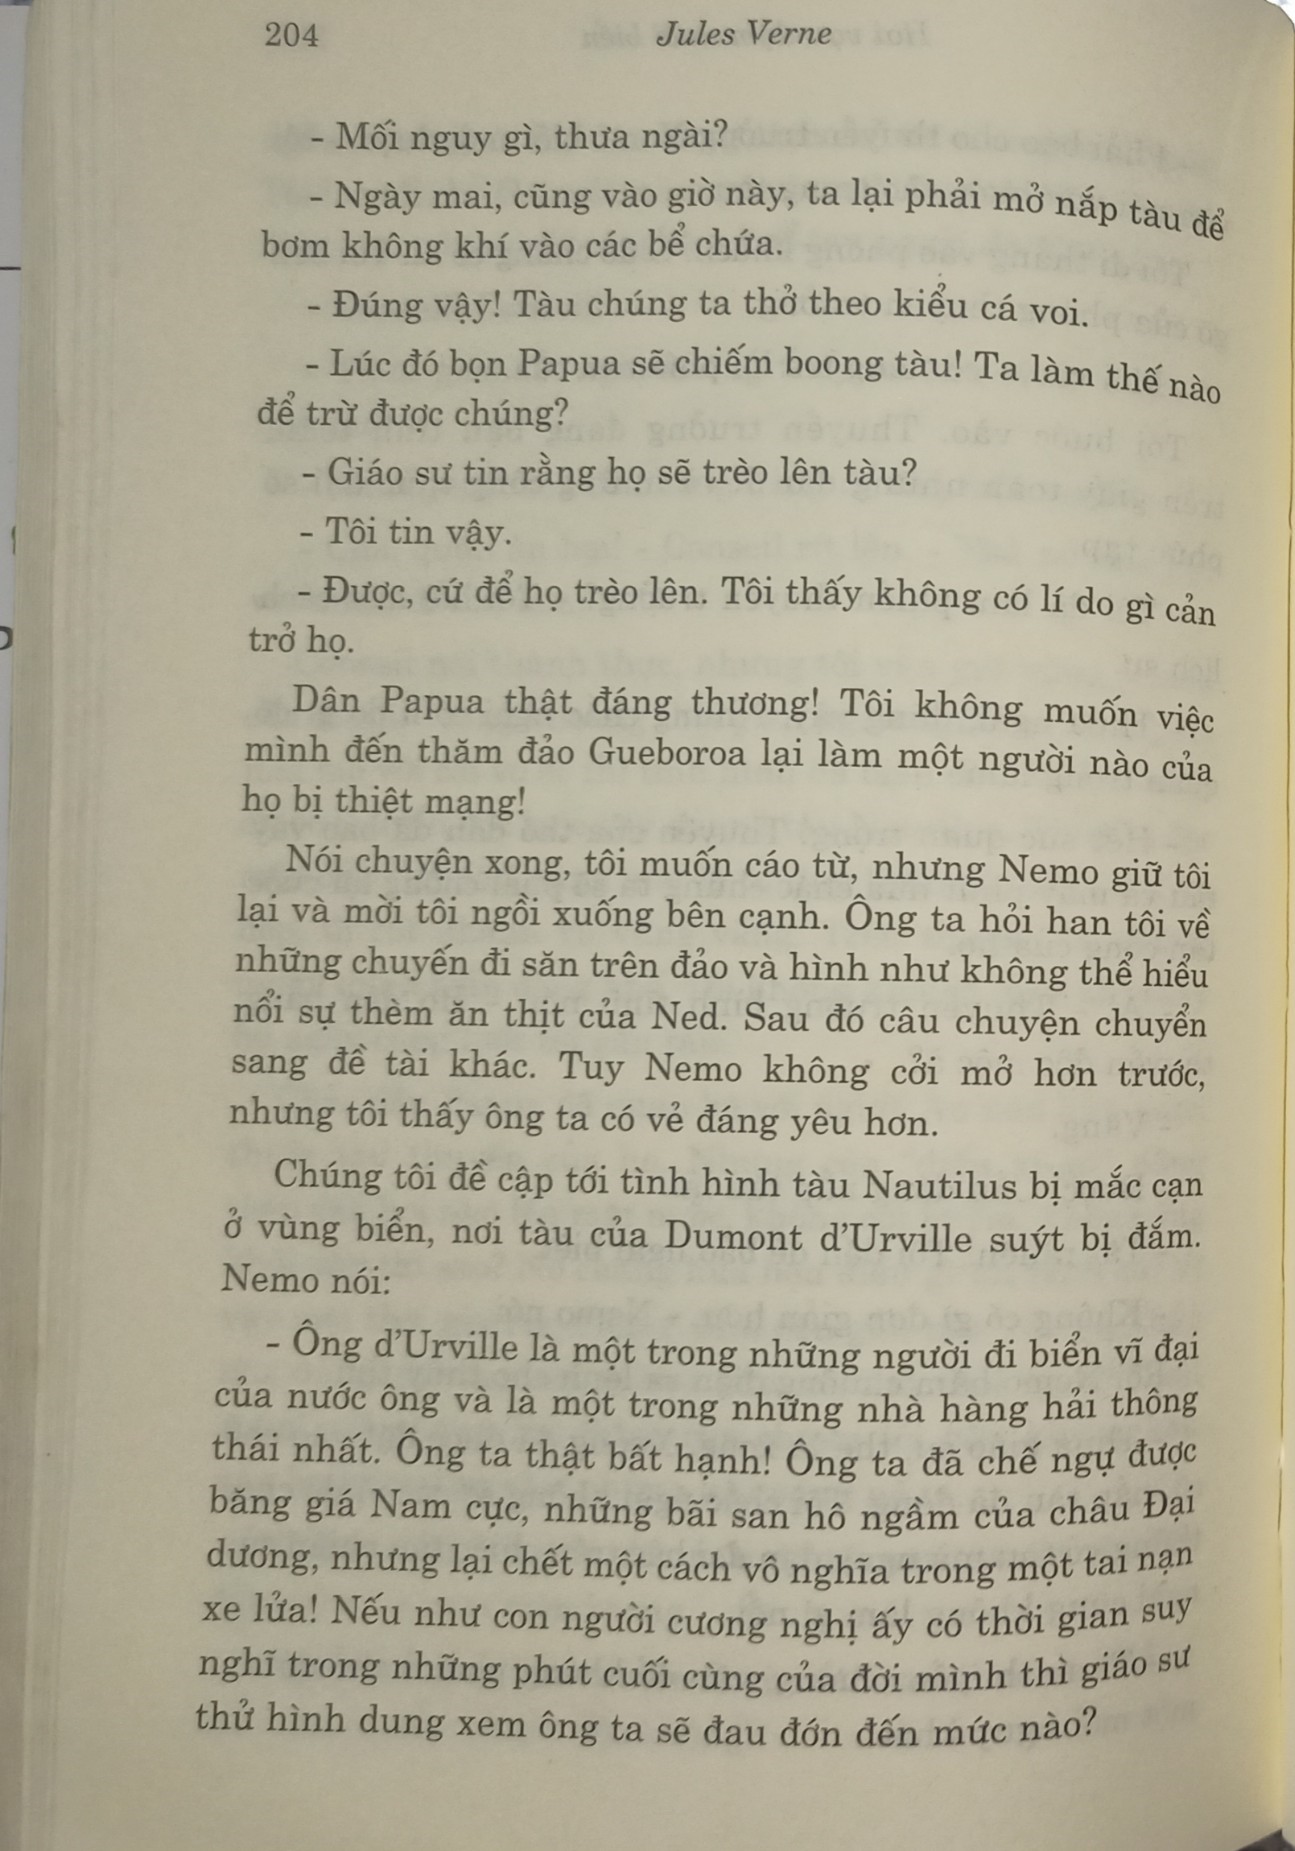 204 Jules Verne
- Mối nguy gì, thưa ngài?
- Ngày mai, cũng vào giờ này, ta lại phải mở nắp tàu để
bơm không khí vào các bể chứa.
- Đúng vậy! Tàu chúng ta thở theo kiểu cá voi.
- Lúc đó bọn Papua sẽ chiếm boong tàu! Ta làm thế nào
để trừ được chúng?
- Giáo sư tin rằng họ sẽ trèo lên tàu?
- Tôi tin vậy.
- Được, cứ để họ trèo lên. Tôi thấy không có lí do gì cản
trở họ.
Dân Papua thật đáng thương! Tôi không muốn việc
mình đến thăm đảo Gueboroa lại làm một người nào của
họ bị thiệt mạng!
Nói chuyện xong, tôi muốn cáo từ, nhưng Nemo giữ tôi
lại và mời tôi ngồi xuống bên cạnh. Ông ta hỏi han tôi về
những chuyến đi săn trên đảo và hình như không thể hiểu
nổi sự thèm ăn thịt của Ned. Sau đó câu chuyện chuyển
sang đề tài khác. Tuy Nemo không cởi mở hơn trước,
nhưng tôi thấy ông ta có vẻ đáng yêu hơn.
Chúng tôi đề cập tới tình hình tàu Nautilus bị mắc cạn
ở vùng biển, nơi tàu của Dumont d'Urville suýt bị đắm.
Nemo nói:
- Ông d'Urville là một trong những người đi biển vĩ đại
của nước ông và là một trong những nhà hàng hải thông
thái nhất. Ông ta thật bất hạnh! Ông ta đã chế ngự được
băng giá Nam cực, những bãi san hô ngầm của châu Đại
dương, nhưng lại chết một cách vô nghĩa trong một tai nạn
xe lửa! Nếu như con người cương nghị ấy có thời gian suy
nghĩ trong những phút cuối cùng của đời mình thì giáo sư
thử hình dung xem ông ta sẽ đau đớn đến mức nào?